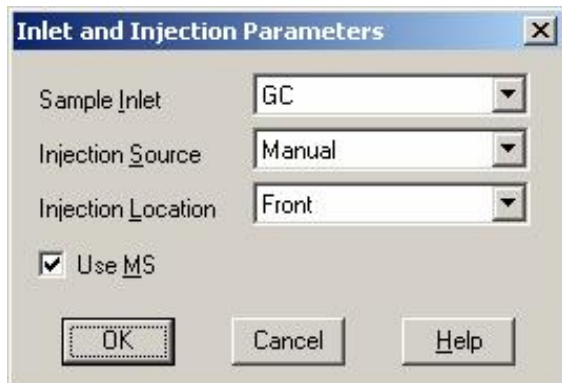 Inlet and Injection Parameters
Sample Inlet GC
Injection Source Manual
Injection Location Front
Use MS
OK Cancel Help